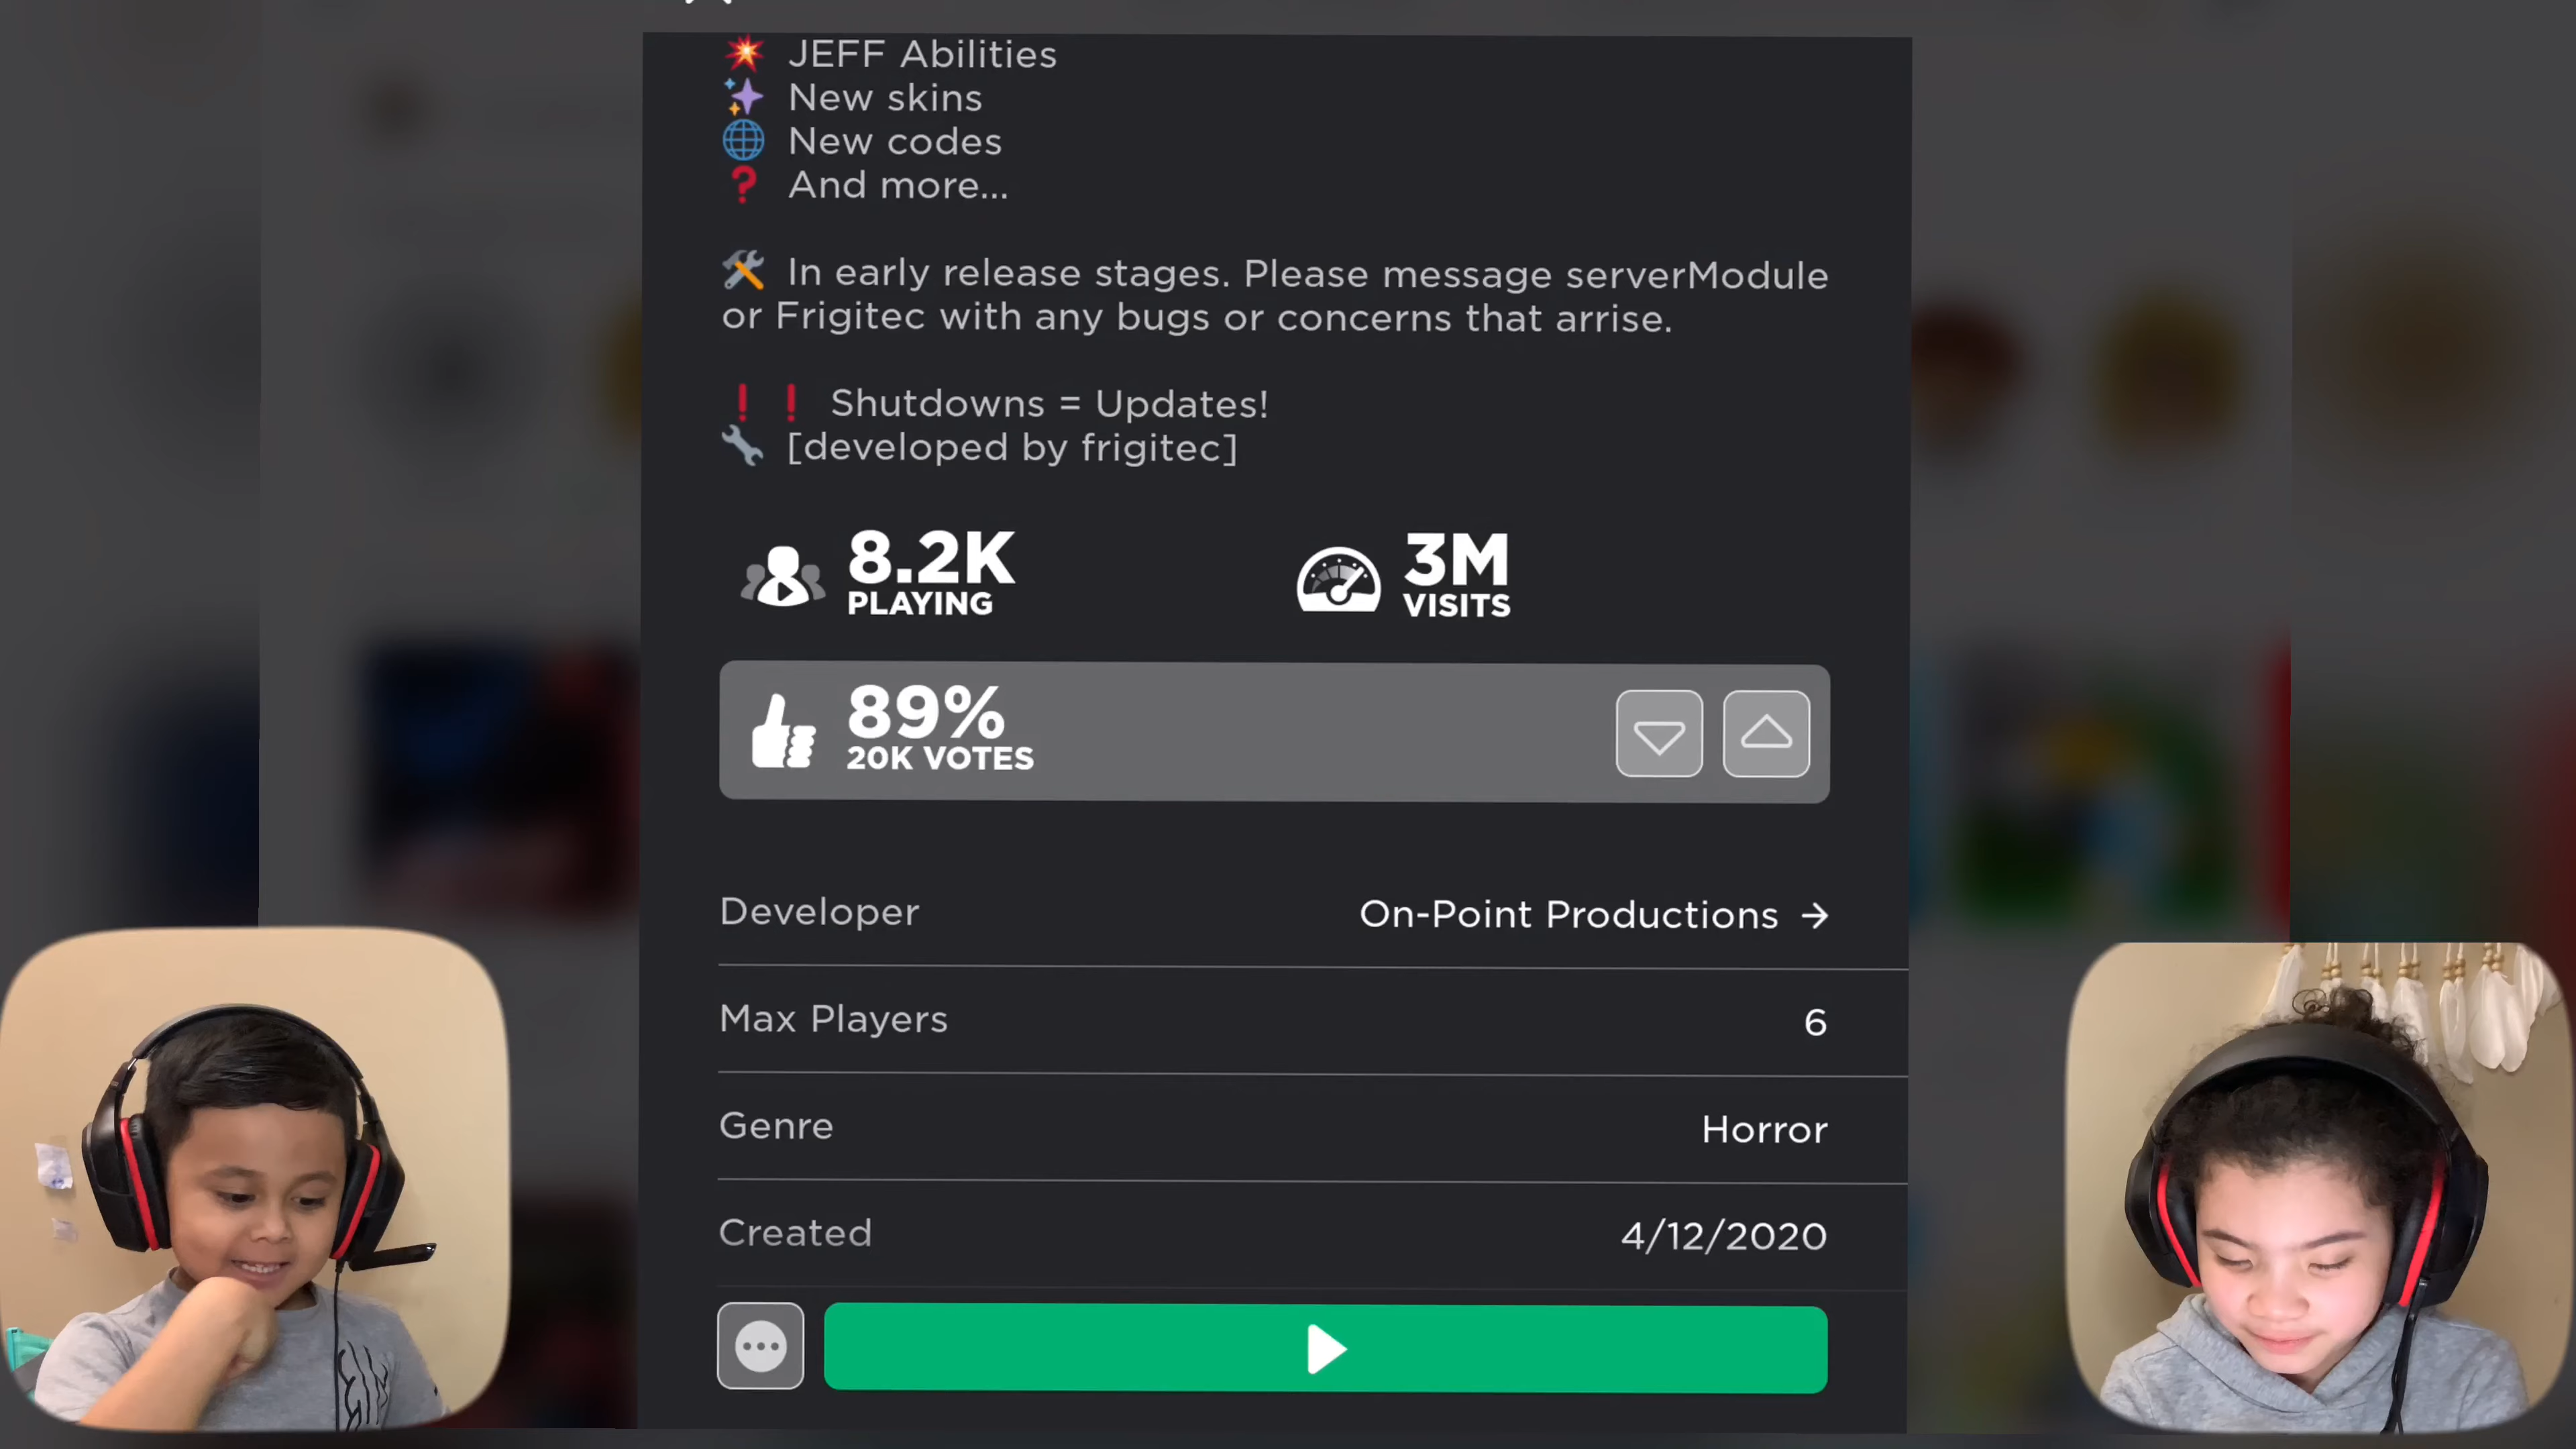 💥 JEFF Abilities
✨ New skins
🌐 New codes
❓ And more...
🛠 In early release stages. Please message serverModule
or Frigitec with any bugs or concerns that arrise.
❗❗ Shutdowns = Updates!
🔧 [developed by frigitec]
8.2K
PLAYING
3M
VISITS
89%
20K VOTES
Developer On-Point Productions →
Max Players 6
Genre Horror
Created 4/12/2020